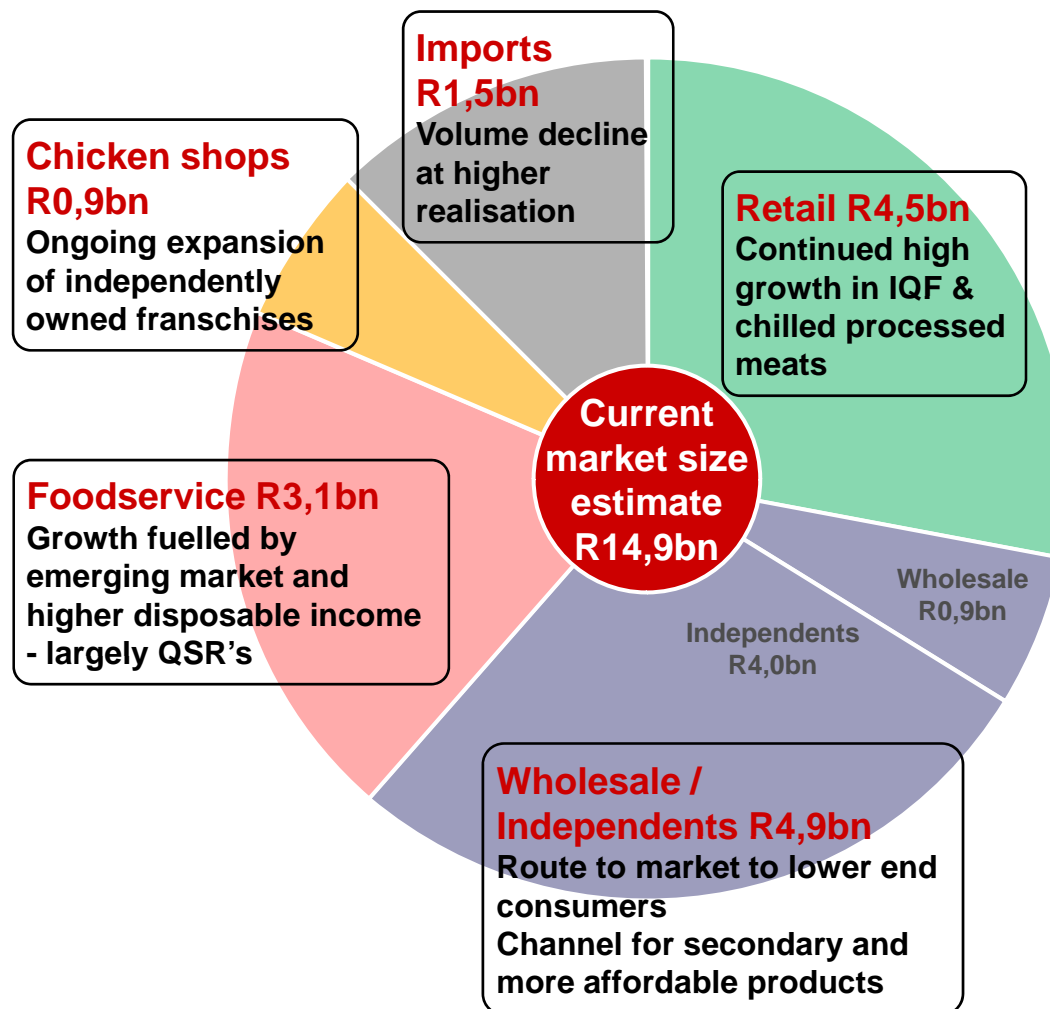 Imports
R1,5bn
Volume decline
at higher
realisation
Chicken shops
R0,9bn
Ongoing expansion
of independently
owned franschises
Retail R4,5bn
Continued high
growth in IQF &
chilled processed
meats
Current
market size
estimate
R14,9bn
Foodservice R3,1bn
Growth fuelled by
emerging market and
higher disposable income
- largely QSR's
Wholesale
R0,9bn
Independents
R4,0bn
Wholesale /
Independents R4,9bn
Route to market to lower end
consumers
Channel for secondary and
more affordable products